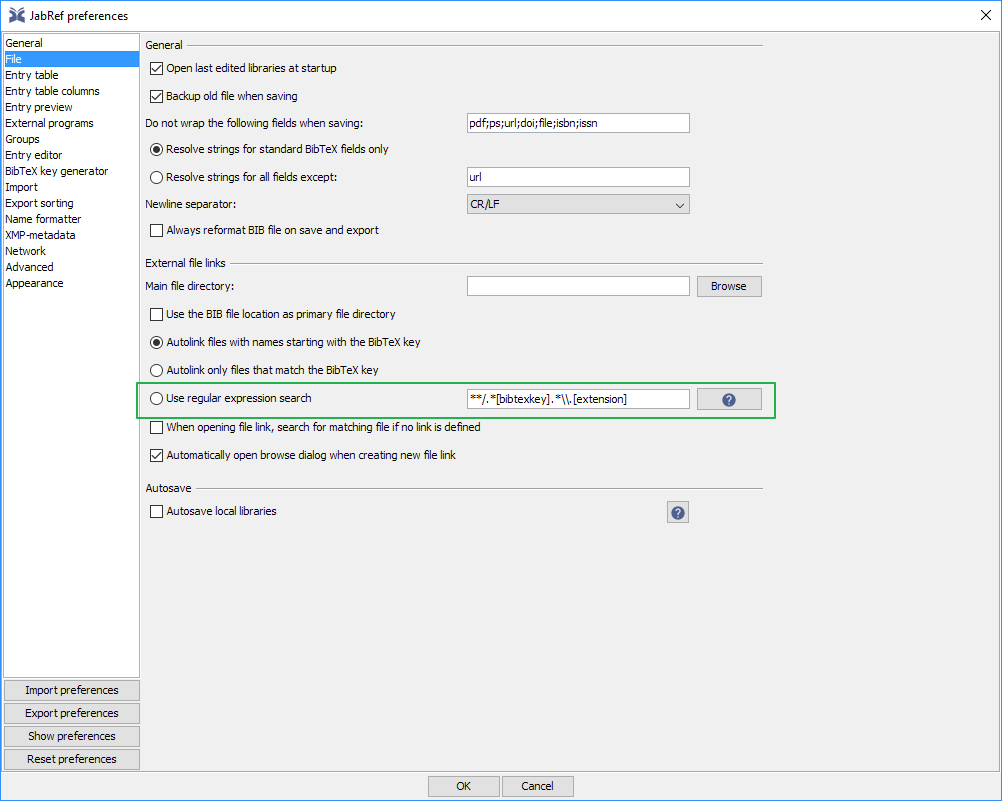 JabRef preferences
General
File
Entry table
Entry table columns
Entry preview
External programs
Groups
Entry editor
BibTeX key generator
Import
Export sorting
Name formatter
XMP-metadata
Network
Advanced
Appearance
Import preferences
Export preferences
Show preferences
Reset preferences
General
Open last edited libraries at startup
Backup old file when saving
Do not wrap the following fields when saving: pdf;ps;url;doi;file;isbn;issn
Resolve strings for standard BibTeX fields only
Resolve strings for all fields except: url
Newline separator: CR/LF
Always reformat BIB file on save and export
External file links
Main file directory: Browse
Use the BIB file location as primary file directory
Autolink files with names starting with the BibTeX key
Autolink only files that match the BibTeX key
Use regular expression search **/.*[bibtexkey].*\\.[extension] ?
When opening file link, search for matching file if no link is defined
Automatically open browse dialog when creating new file link
Autosave
Autosave local libraries ?
OK Cancel